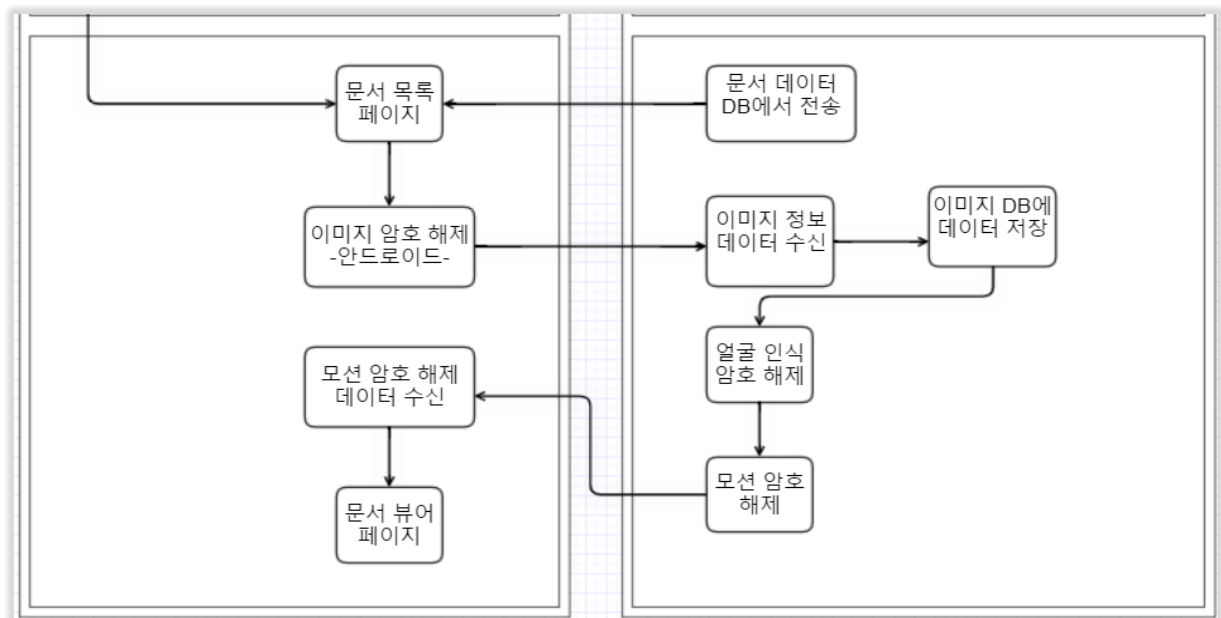 문서 목록
페이지
문서 데이터
DB에서 전송
이미지 암호 해제
-안드로이드-
이미지 정보
데이터 수신
이미지 DB에
데이터 저장
얼굴 인식
암호 해제
모션 암호 해제
데이터 수신
모션 암호
해제
문서 뷰어
페이지